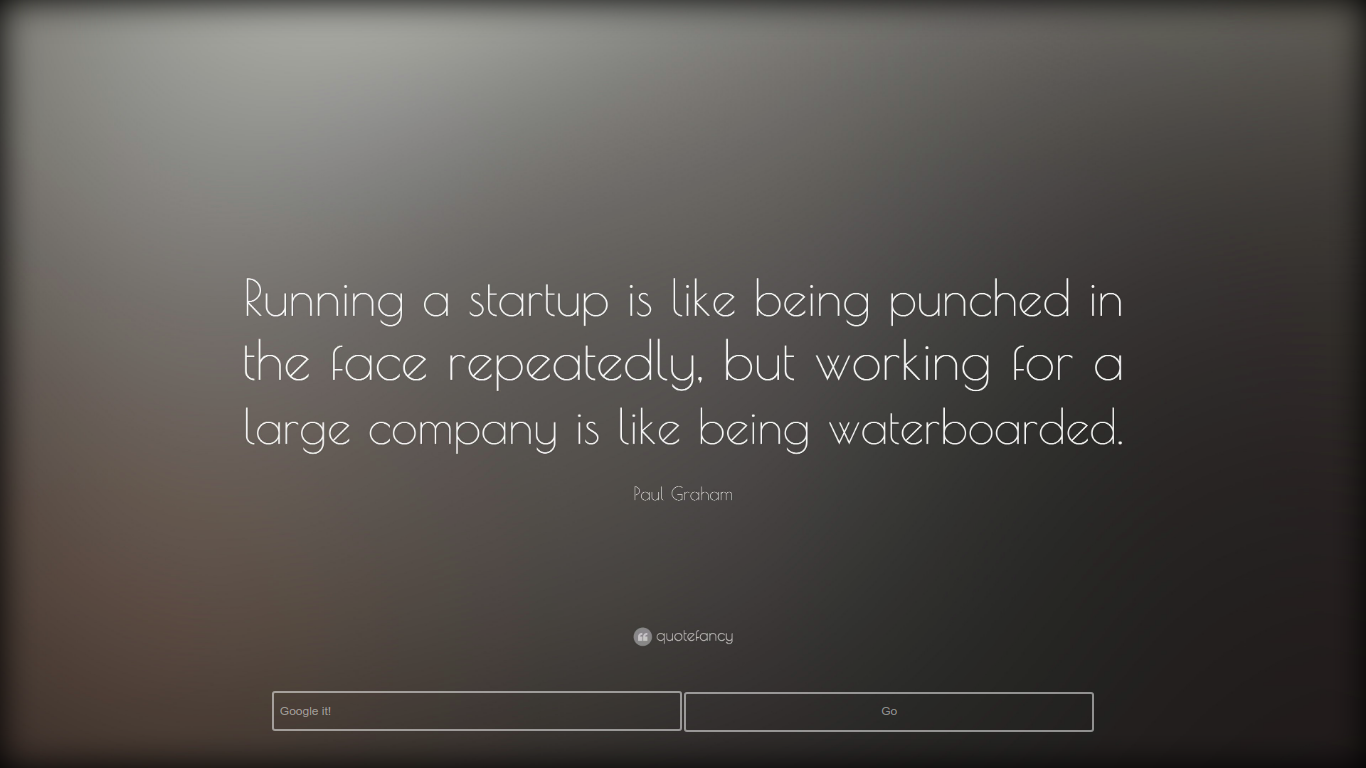 Running a startup is like being punched in
the face repeatedly, but working for a
large company is like being waterboarded.
Paul Graham
quotefancy
Google it!
Go